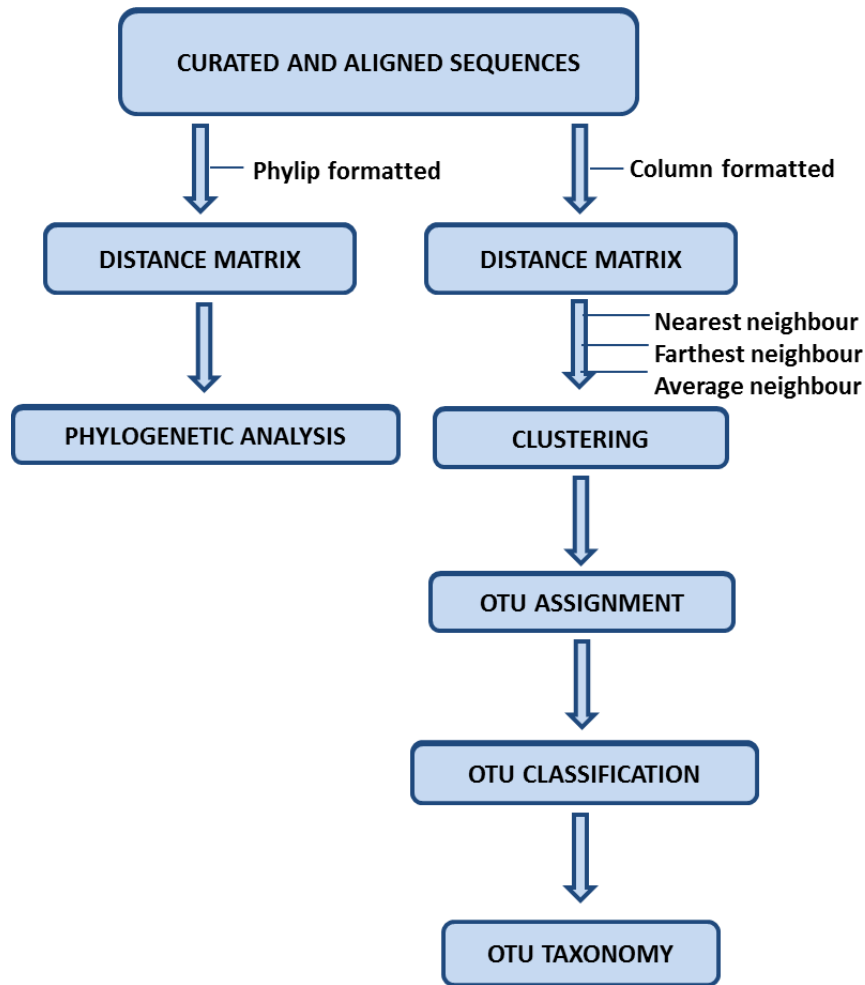 CURATED AND ALIGNED SEQUENCES
Phylip formatted
Column formatted
DISTANCE MATRIX
DISTANCE MATRIX
Nearest neighbour
Farthest neighbour
Average neighbour
PHYLOGENETIC ANALYSIS
CLUSTERING
OTU ASSIGNMENT
OTU CLASSIFICATION
OTU TAXONOMY